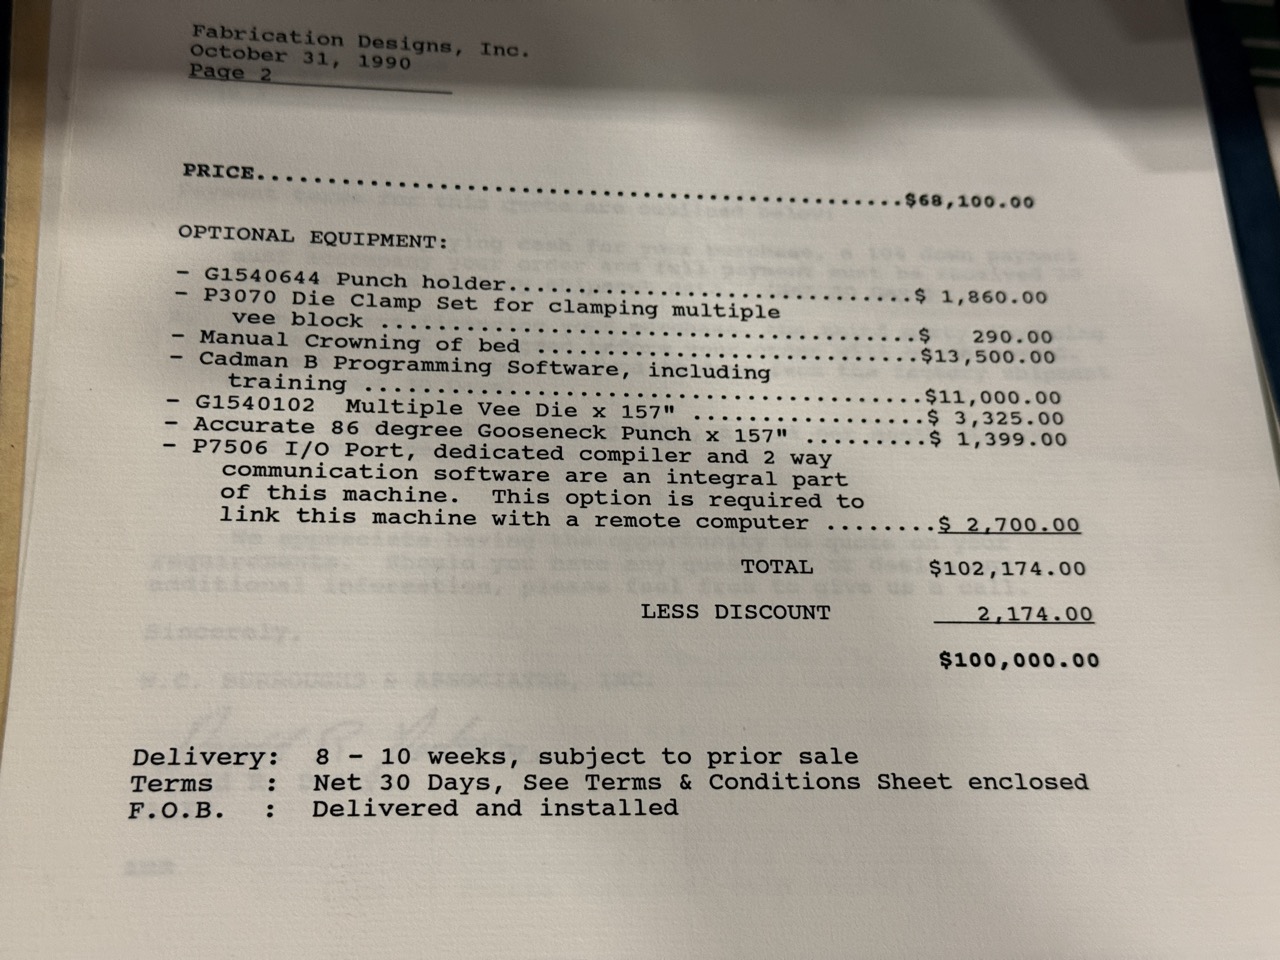 Fabrication Designs, Inc.
October 31, 1990
Page 2
PRICE.............................................$68,100.00
OPTIONAL EQUIPMENT:
- G1540644 Punch holder............................$ 1,860.00
- P3070 Die Clamp Set for clamping multiple
vee block .....................................$   290.00
- Manual Crowning of bed ..........................$13,500.00
- Cadman B Programming Software, including
training .......................................$11,000.00
- G1540102  Multiple Vee Die x 157" ................$ 3,325.00
- Accurate 86 degree Gooseneck Punch x 157" .........$ 1,399.00
- P7506 I/O Port, dedicated compiler and 2 way
communication software are an integral part
of this machine.  This option is required to
link this machine with a remote computer ........$ 2,700.00
TOTAL $102,174.00
LESS DISCOUNT 2,174.00
$100,000.00
Delivery:  8 - 10 weeks, subject to prior sale
Terms   :  Net 30 Days, See Terms & Conditions Sheet enclosed
F.O.B.  :  Delivered and installed